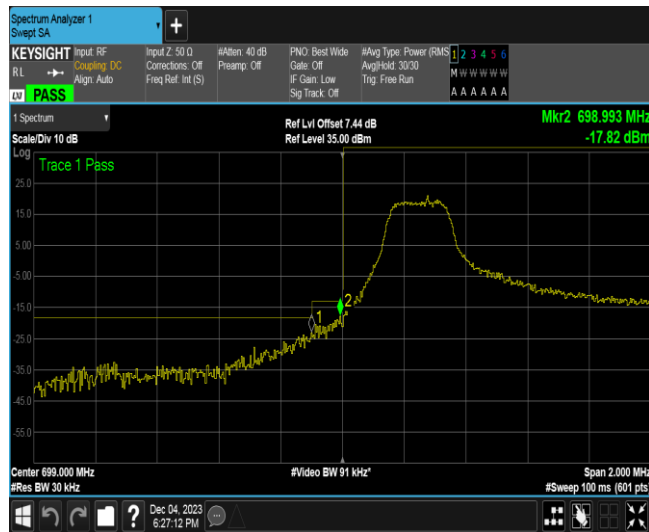 Spectrum Analyzer 1
Swept SA
+
KEYSIGHT
RL
LXI PASS
Input: RF
Coupling: DC
Align: Auto
Input Z: 50 Ω
Corrections: Off
Freq Ref: Int (S)
#Atten: 40 dB
Preamp: Off
PNO: Best Wide
Gate: Off
IF Gain: Low
Sig Track: Off
#Avg Type: Power (RMS
Avg|Hold: 30/30
Trig: Free Run
1 2 3 4 5 6
M W W W W W
A A A A A A
1 Spectrum
Scale/Div 10 dB
Ref Lvl Offset 7.44 dB
Ref Level 35.00 dBm
Mkr2 698.993 MHz
-17.82 dBm
Log
Trace 1 Pass
25.0
15.0
5.00
-5.00
-15.0
-25.0
-35.0
-45.0
-55.0
1
2
Center 699.000 MHz
#Res BW 30 kHz
#Video BW 91 kHz*
Span 2.000 MHz
#Sweep 100 ms (601 pts)
?
Dec 04, 2023
6:27:12 PM